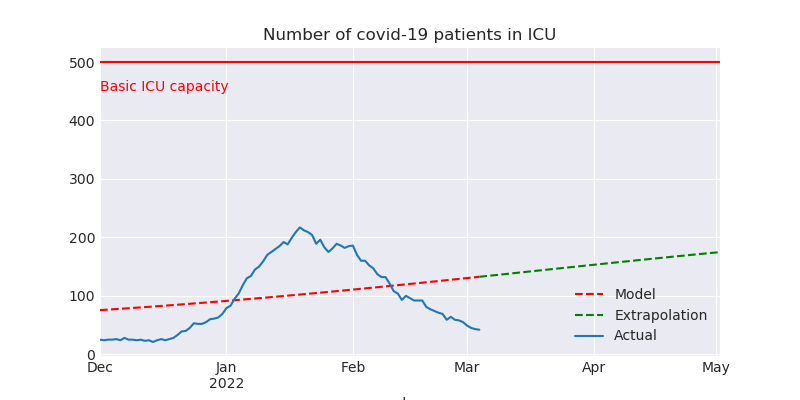 Number of covid-19 patients in ICU
500
Basic ICU capacity
400
300
200
100
0
Model
Extrapolation
Actual
Dec Jan Feb Mar Apr May
2022